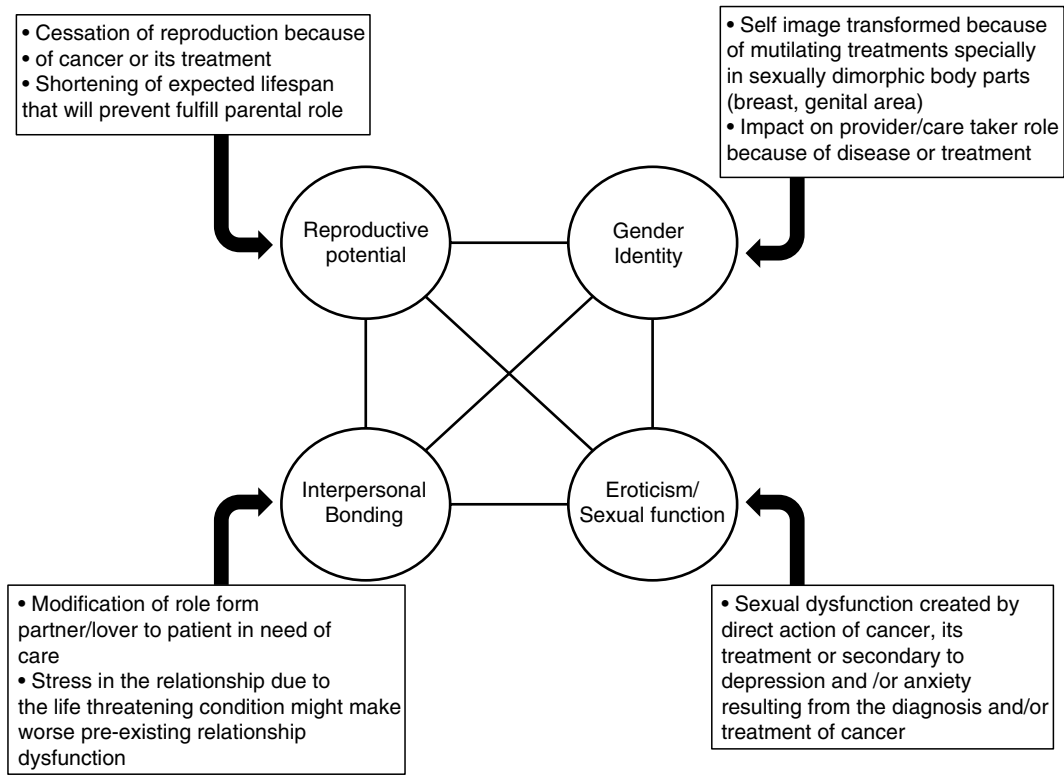 • Cessation of reproduction because
• of cancer or its treatment
• Shortening of expected lifespan
that will prevent fulfill parental role
• Self image transformed because
of mutilating treatments specially
in sexually dimorphic body parts
(breast, genital area)
• Impact on provider/care taker role
because of disease or treatment
Reproductive
potential
Gender
Identity
Interpersonal
Bonding
Eroticism/
Sexual function
• Modification of role form
partner/lover to patient in need of
care
• Stress in the relationship due to
the life threatening condition might make
worse pre-existing relationship
dysfunction
• Sexual dysfunction created by
direct action of cancer, its
treatment or secondary to
depression and /or anxiety
resulting from the diagnosis and/or
treatment of cancer